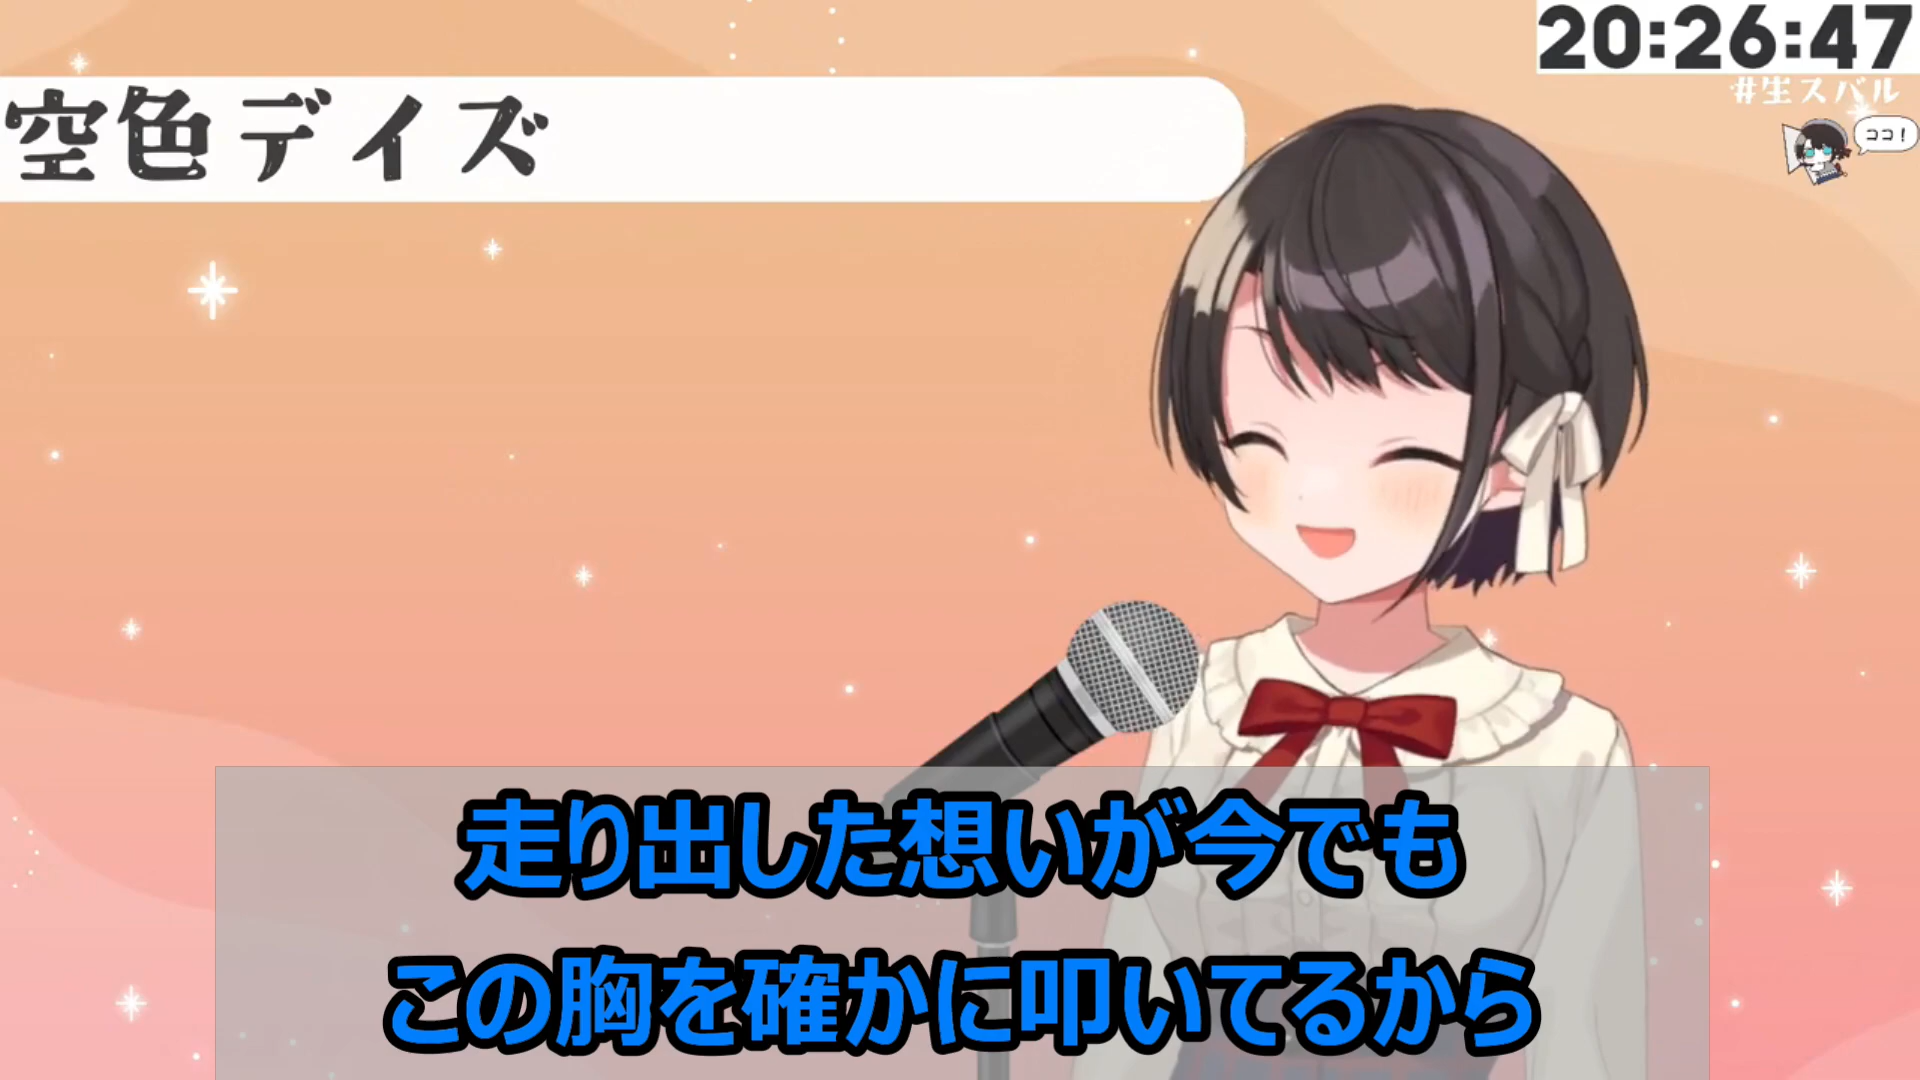 20:26:47
#生スバル
ココ!
空色デイズ
走り出した想いが今でも
この胸を確かに叩いてるから